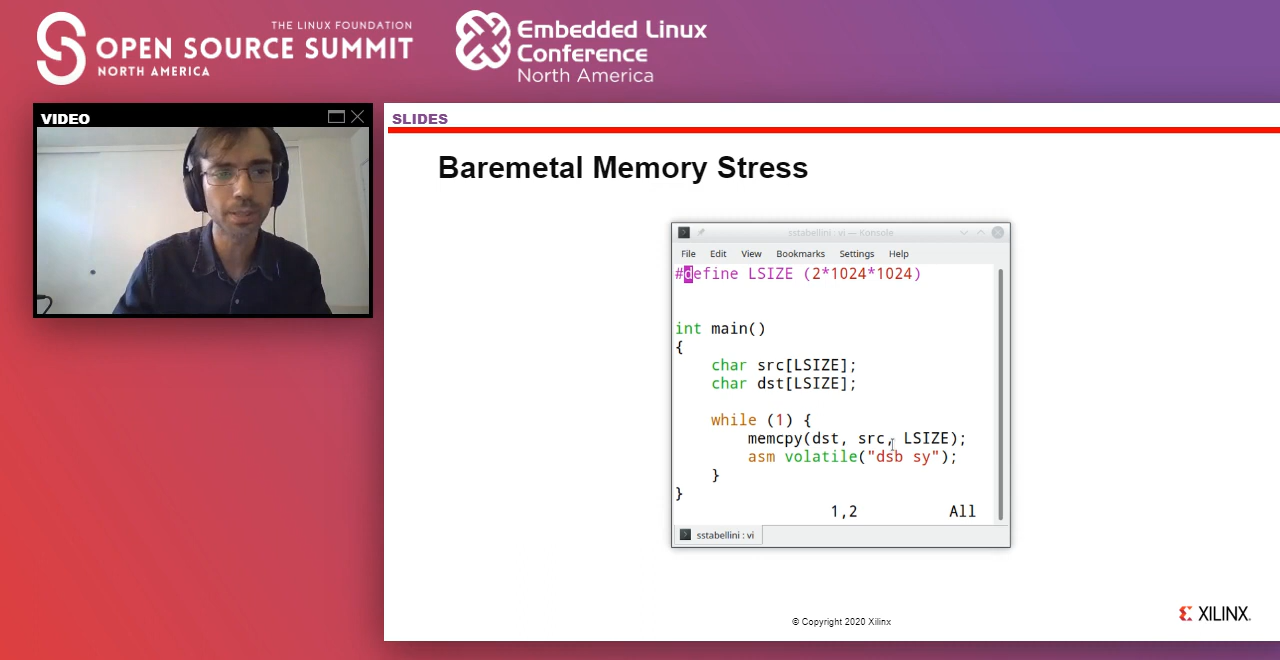 THE LINUX FOUNDATION
OPEN SOURCE SUMMIT
NORTH AMERICA
Embedded Linux
Conference
North America
VIDEO
SLIDES
Baremetal Memory Stress
sstabellini : vi — Konsole
File Edit View Bookmarks Settings Help
#define LSIZE (2*1024*1024)
int main()
{
char src[LSIZE];
char dst[LSIZE];
while (1) {
memcpy(dst, src, LSIZE);
asm volatile("dsb sy");
}
}
1,2 All
sstabellini : vi
© Copyright 2020 Xilinx
XILINX.